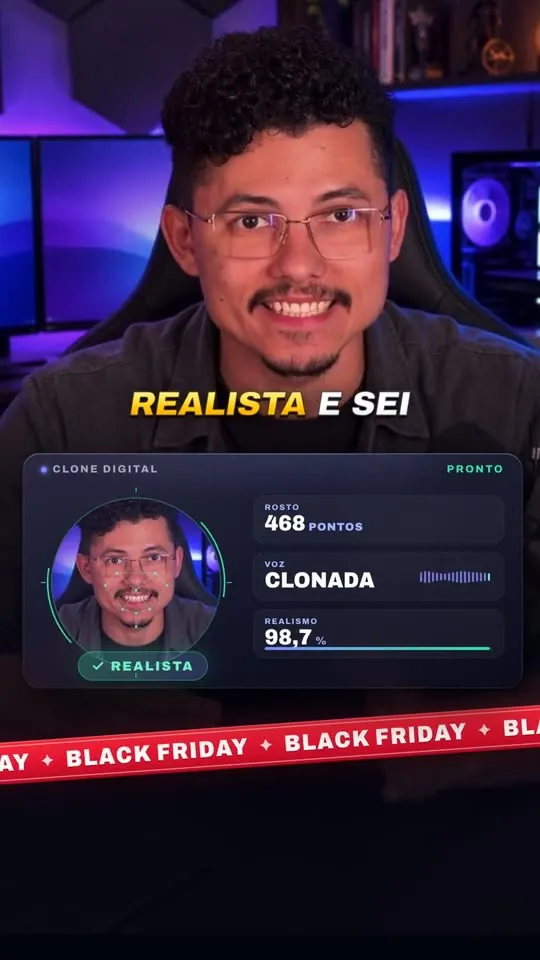 REALISTA E SEI
CLONE DIGITAL
PRONTO
ROSTO
468 PONTOS
VOZ
CLONADA
REALISMO
98,7 %
✓ REALISTA
AY ✦ BLACK FRIDAY ✦ BLACK FRIDAY ✦ BLA